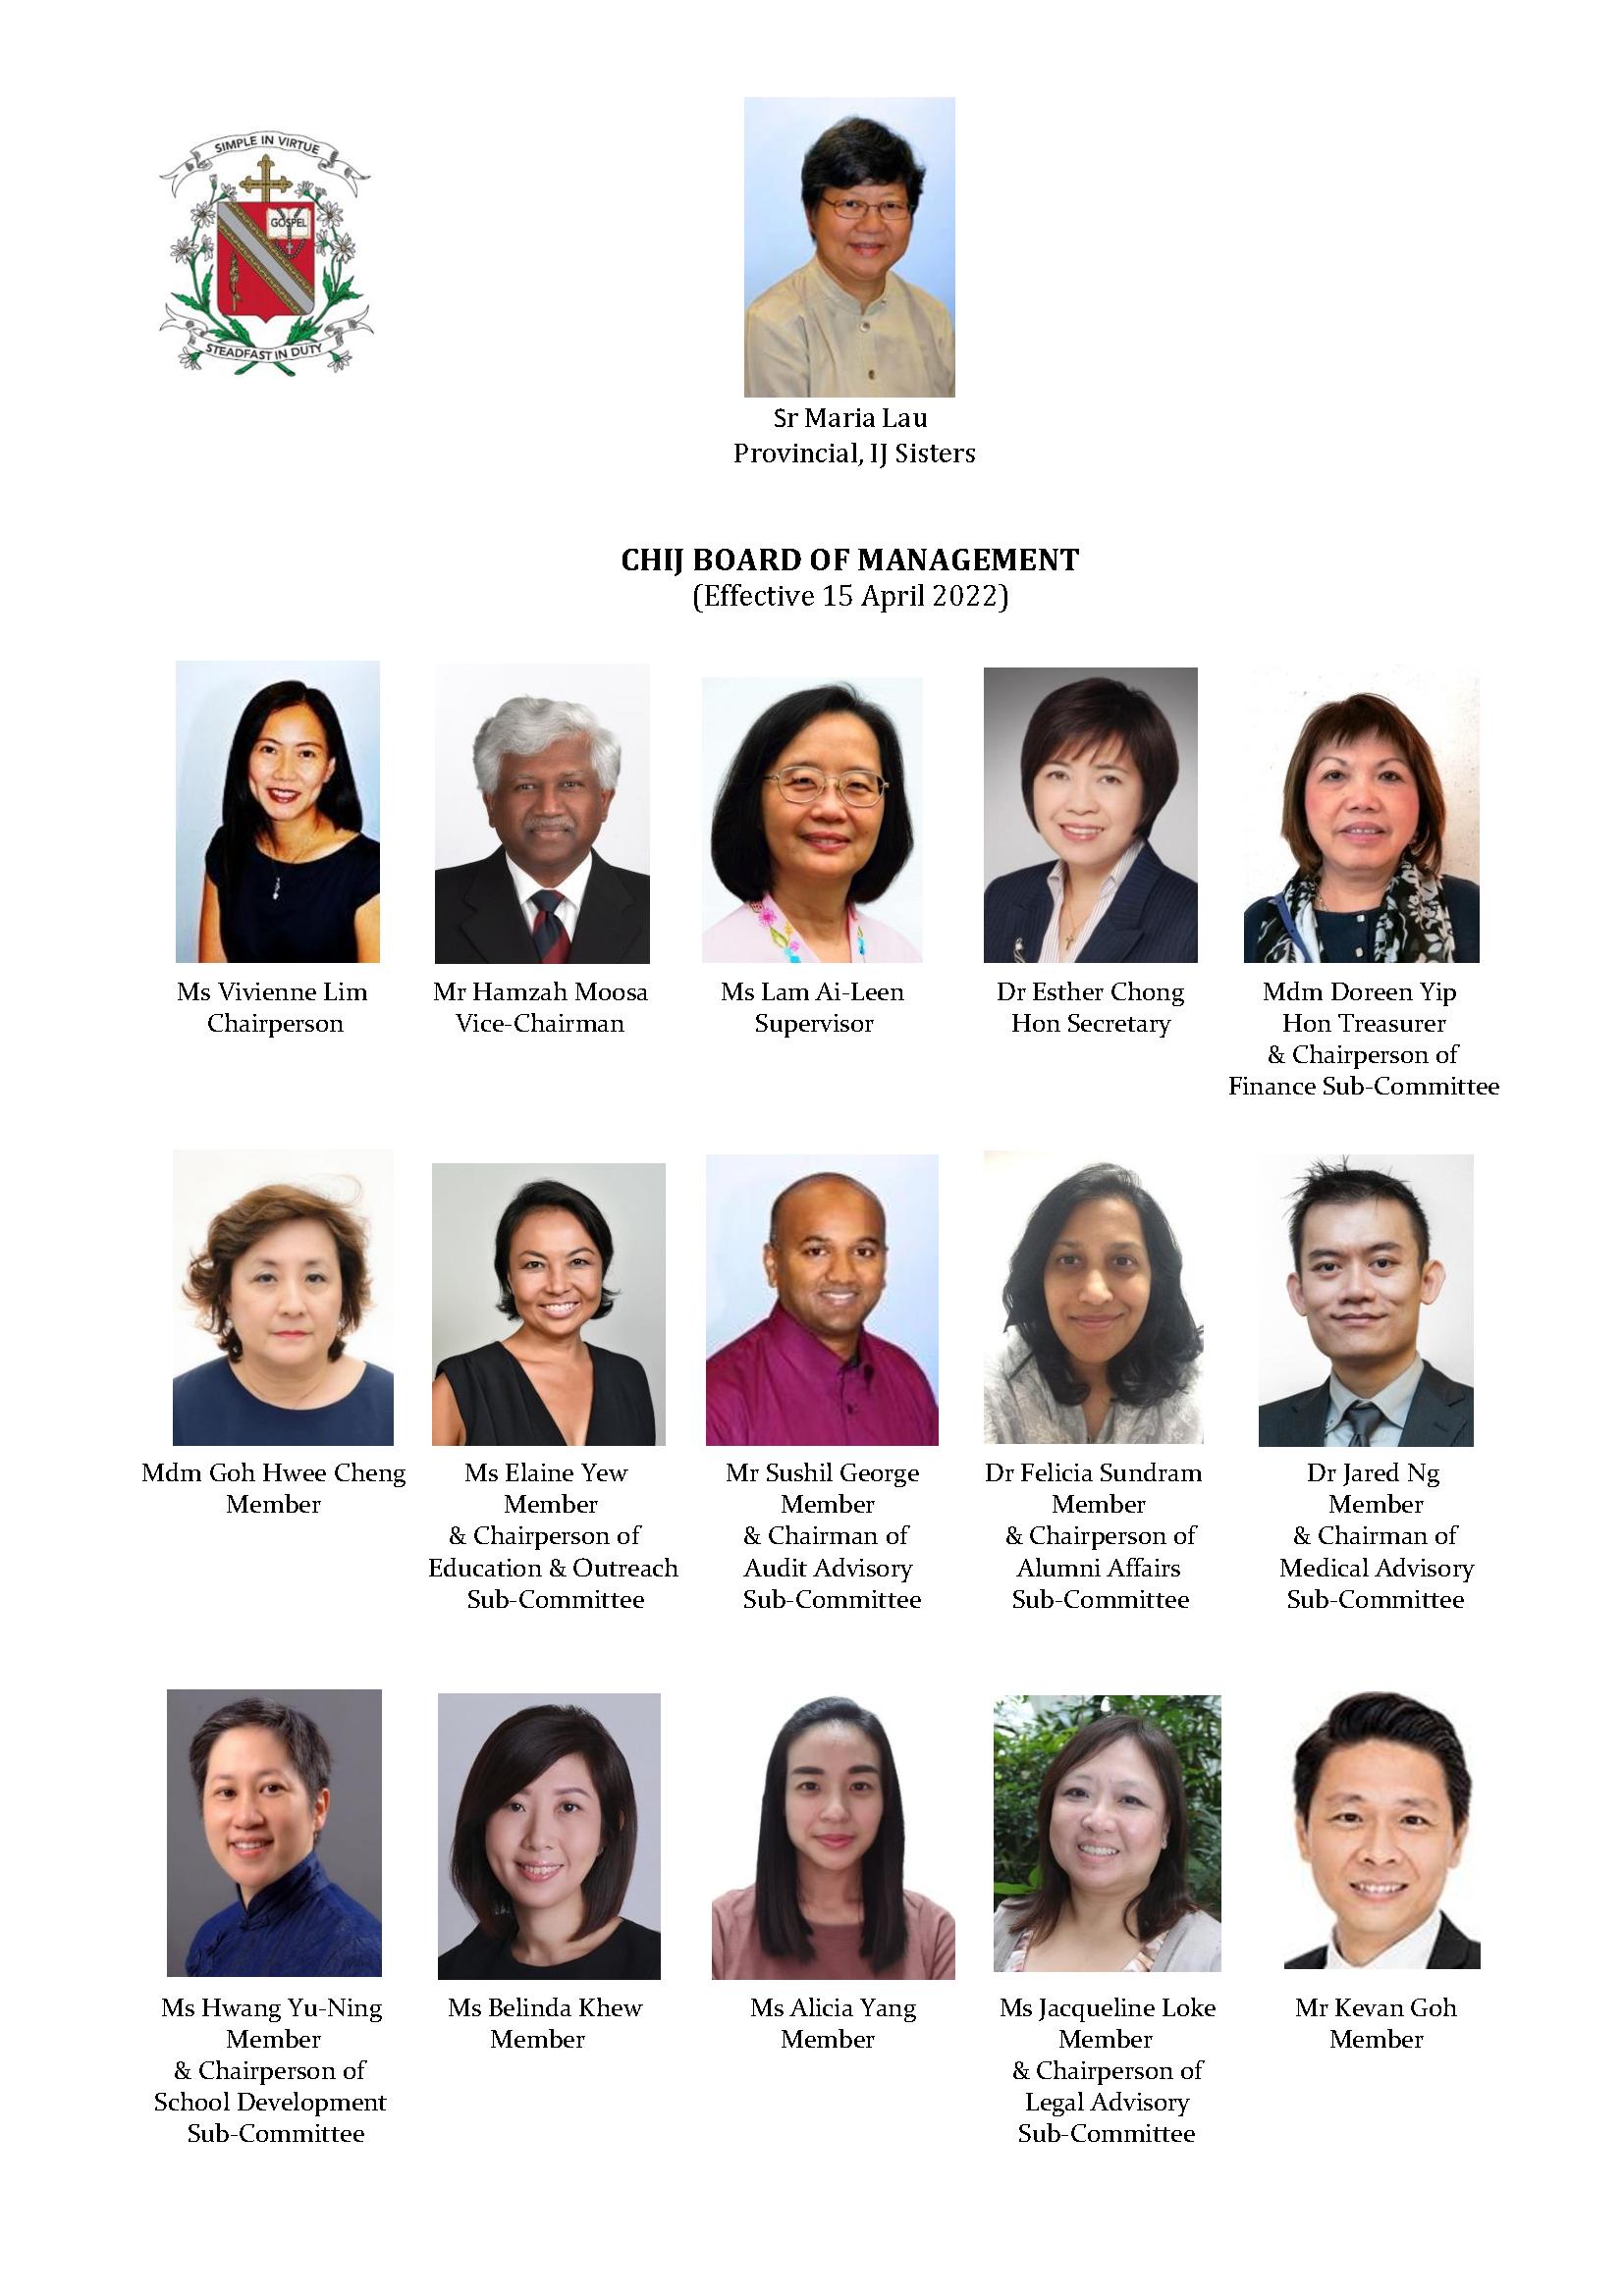 SIMPLE IN VIRTUE
GOSPEL
STEADFAST IN DUTY
Sr Maria Lau
Provincial, IJ Sisters
CHIJ BOARD OF MANAGEMENT
(Effective 15 April 2022)
Ms Vivienne Lim
Chairperson
Mr Hamzah Moosa
Vice-Chairman
Ms Lam Ai-Leen
Supervisor
Dr Esther Chong
Hon Secretary
Mdm Doreen Yip
Hon Treasurer
& Chairperson of
Finance Sub-Committee
Mdm Goh Hwee Cheng
Member
Ms Elaine Yew
Member
& Chairperson of
Education & Outreach
Sub-Committee
Mr Sushil George
Member
& Chairman of
Audit Advisory
Sub-Committee
Dr Felicia Sundram
Member
& Chairperson of
Alumni Affairs
Sub-Committee
Dr Jared Ng
Member
& Chairman of
Medical Advisory
Sub-Committee
Ms Hwang Yu-Ning
Member
& Chairperson of
School Development
Sub-Committee
Ms Belinda Khew
Member
Ms Alicia Yang
Member
Ms Jacqueline Loke
Member
& Chairperson of
Legal Advisory
Sub-Committee
Mr Kevan Goh
Member